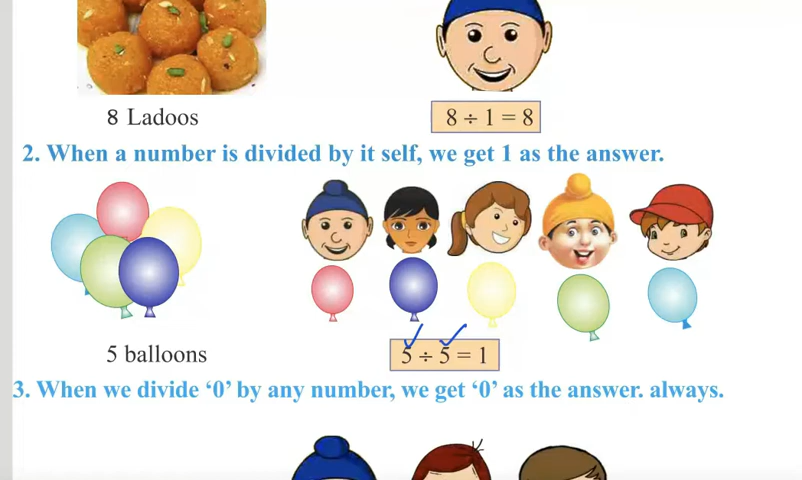 8 Ladoos
8 ÷ 1 = 8
2. When a number is divided by it self, we get 1 as the answer.
5 balloons
5 ÷ 5 = 1
3. When we divide ‘0’ by any number, we get ‘0’ as the answer. always.